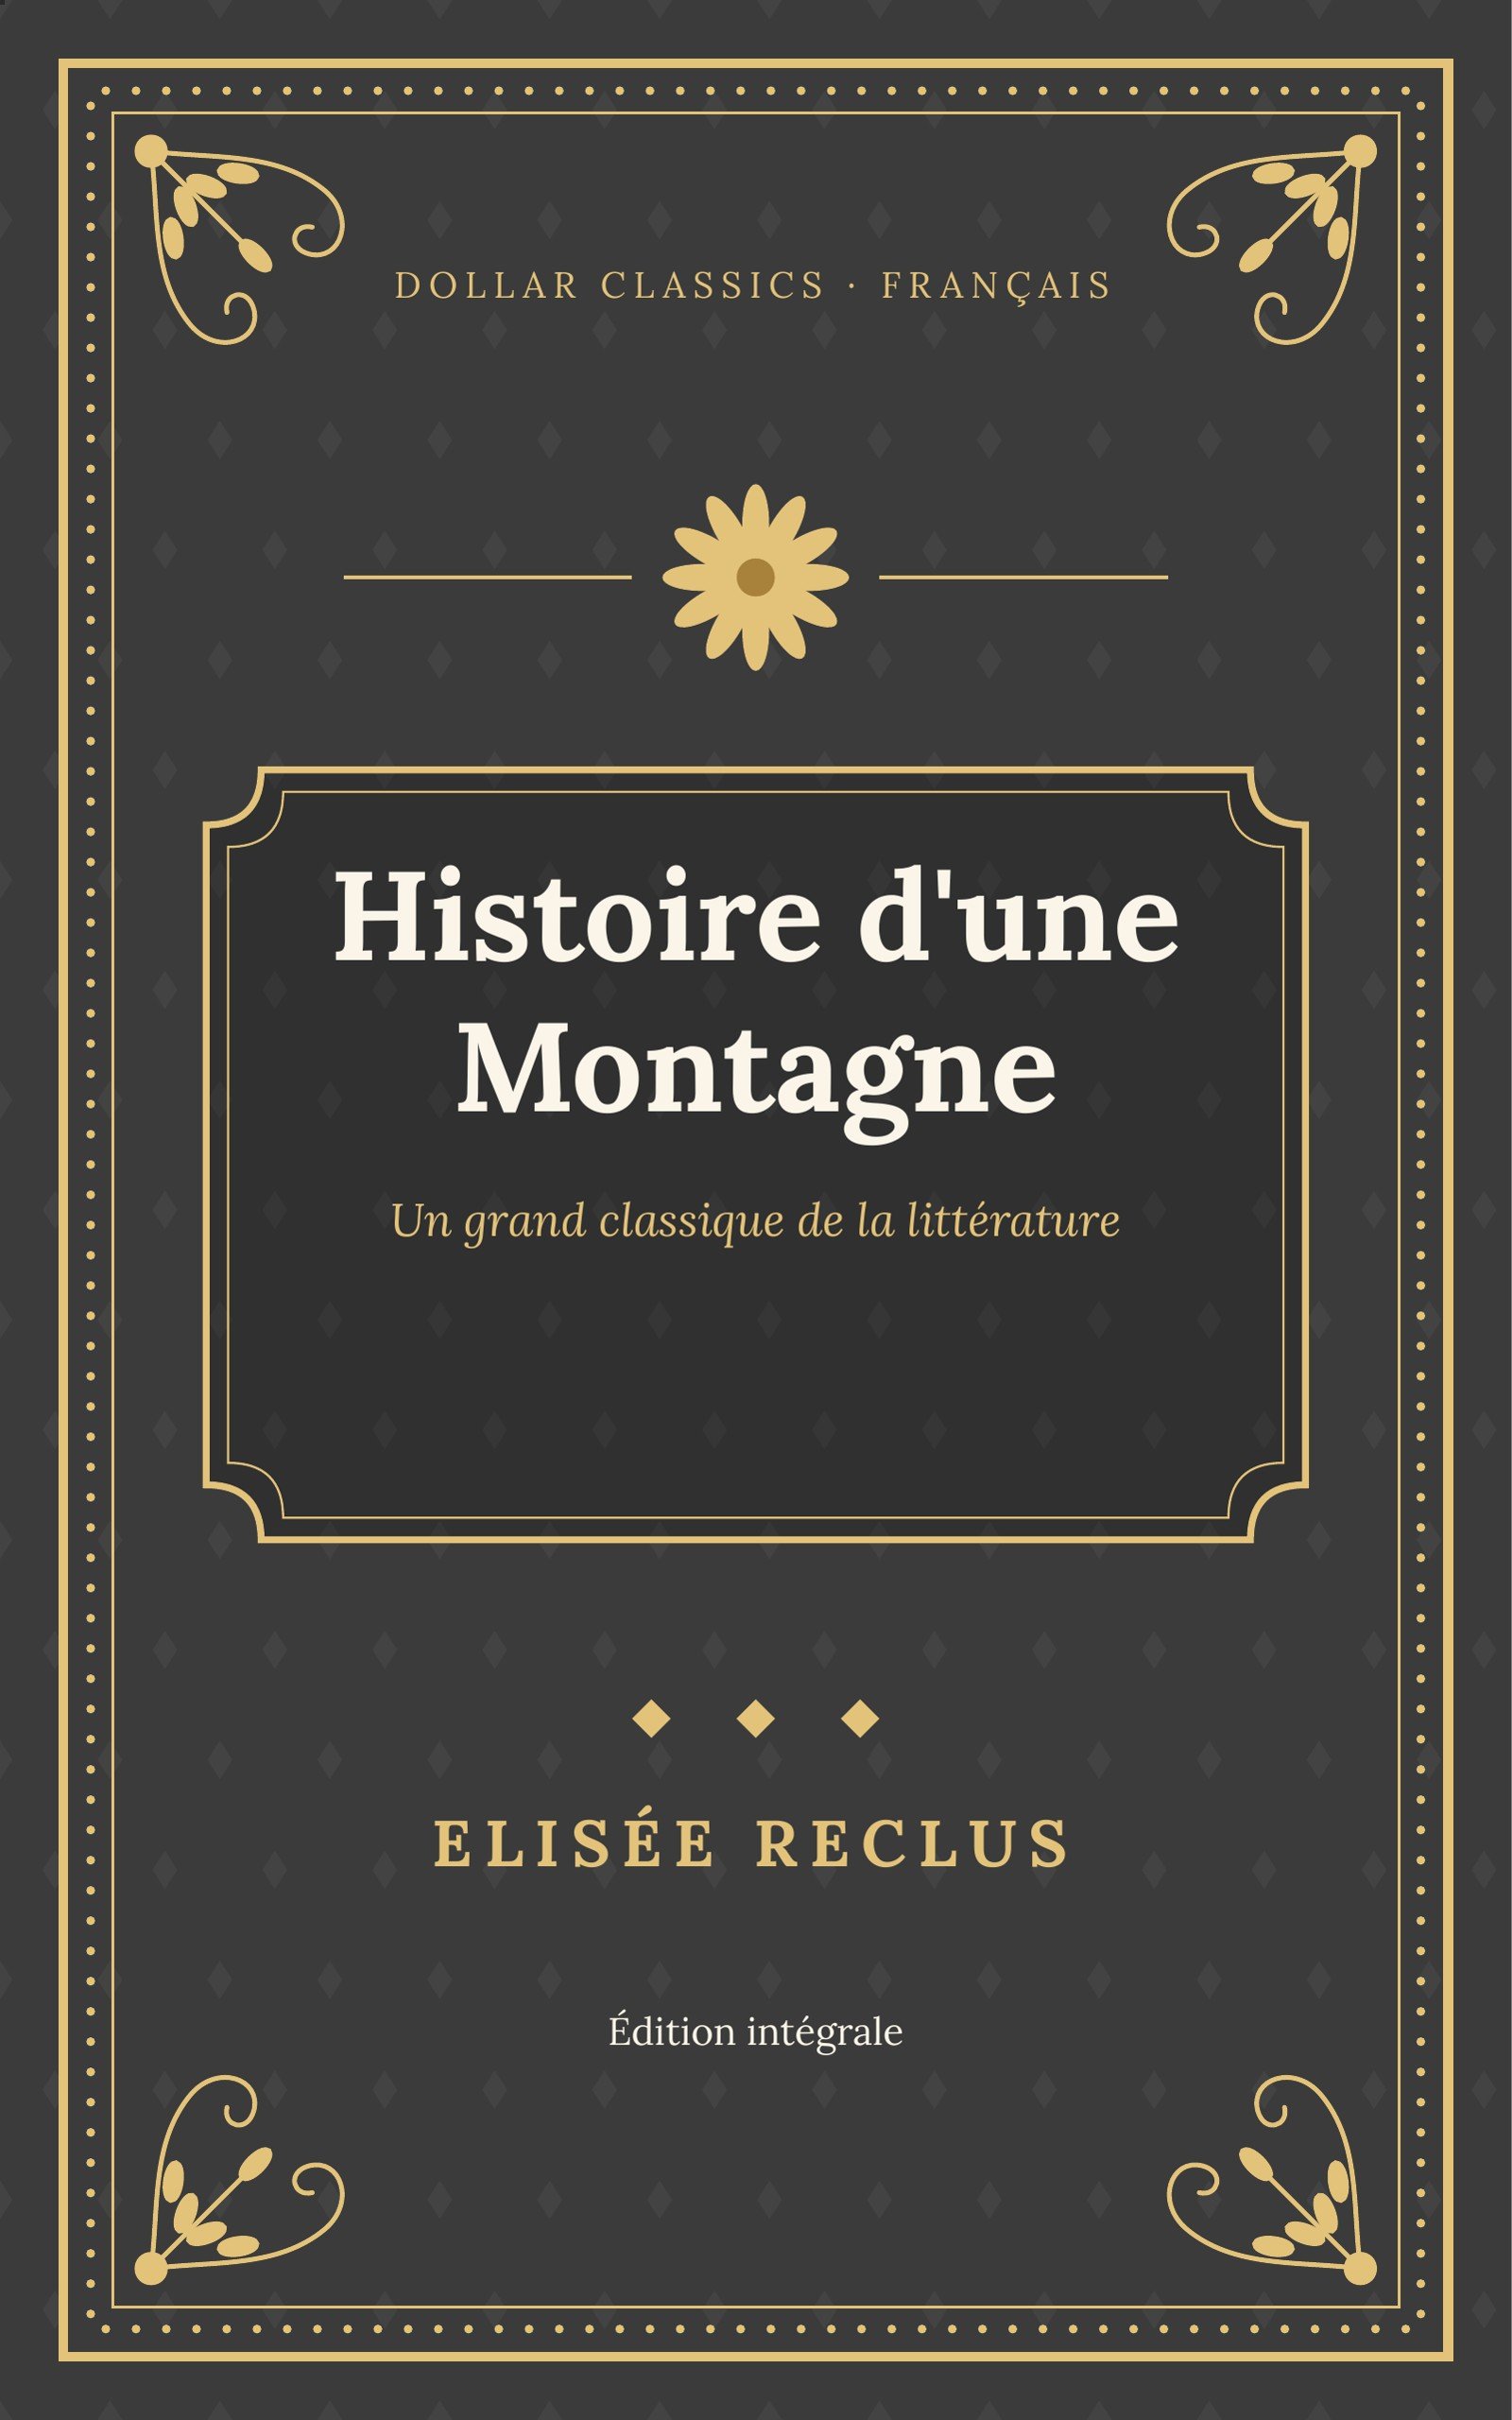 DOLLAR CLASSICS · FRANÇAIS
Histoire d'une
Montagne
Un grand classique de la littérature
ELISÉE RECLUS
Édition intégrale